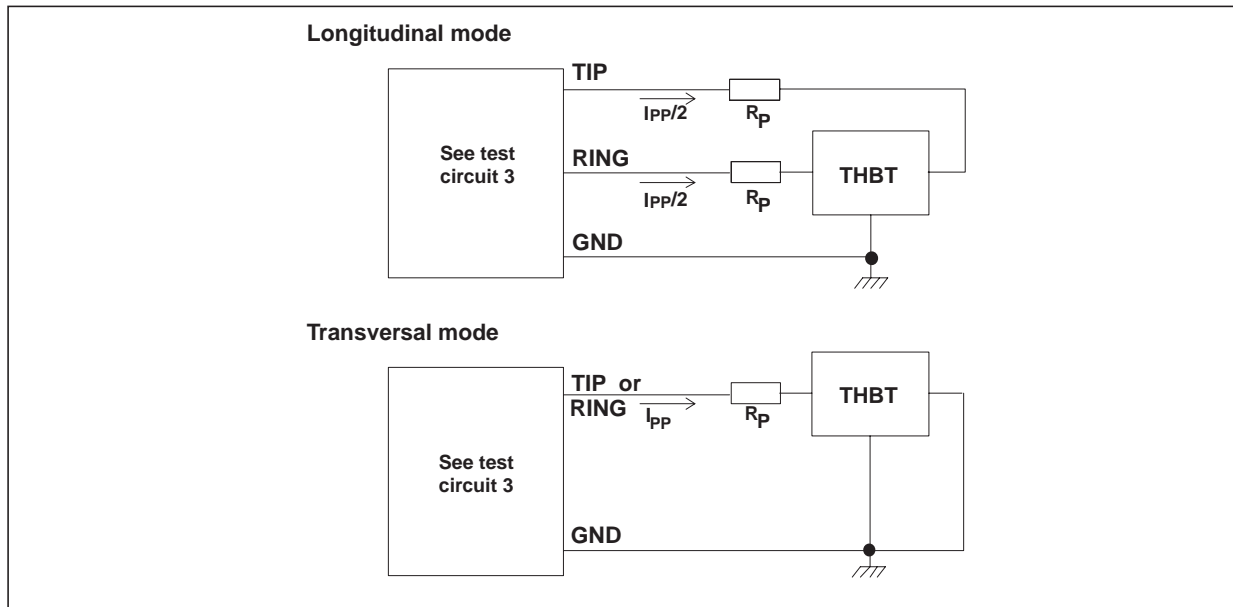 Longitudinal mode
TIP
IPP/2
RP
See test
circuit 3
RING
IPP/2
RP
THBT
GND
Transversal mode
TIP or
RING
IPP
RP
THBT
See test
circuit 3
GND